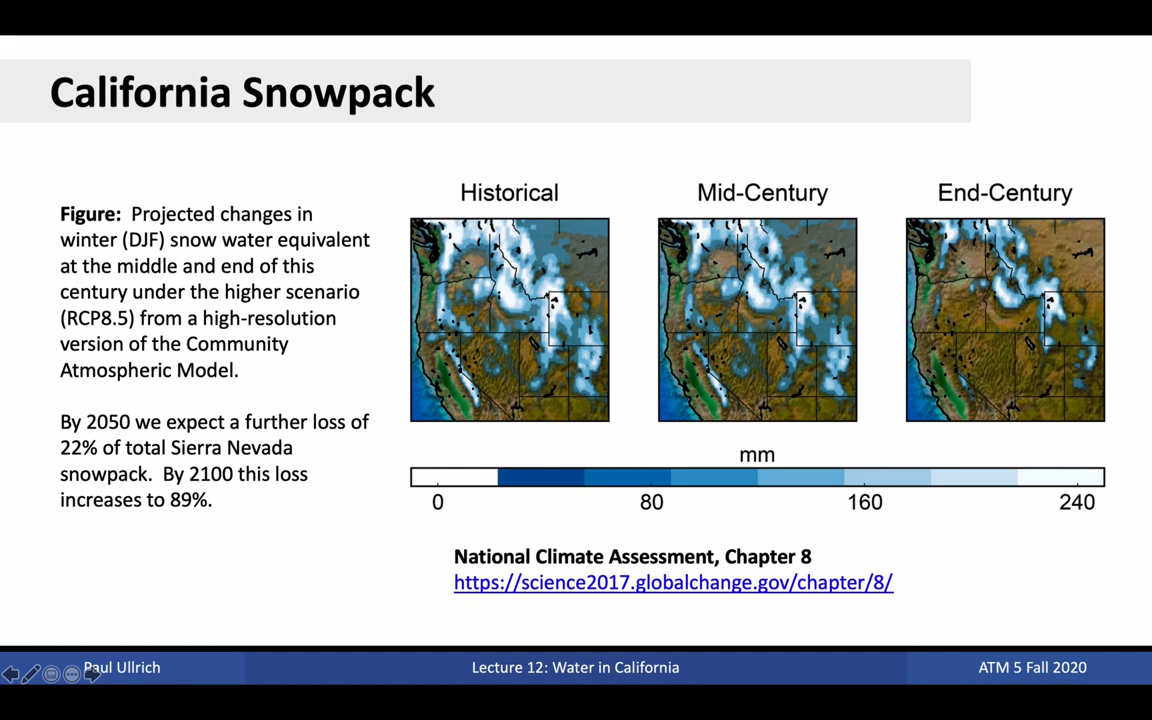 California Snowpack
Figure: Projected changes in
winter (DJF) snow water equivalent
at the middle and end of this
century under the higher scenario
(RCP8.5) from a high-resolution
version of the Community
Atmospheric Model.
By 2050 we expect a further loss of
22% of total Sierra Nevada
snowpack. By 2100 this loss
increases to 89%.
Historical
Mid-Century
End-Century
mm
0 80 160 240
National Climate Assessment, Chapter 8
https://science2017.globalchange.gov/chapter/8/
Paul Ullrich
Lecture 12: Water in California
ATM 5 Fall 2020